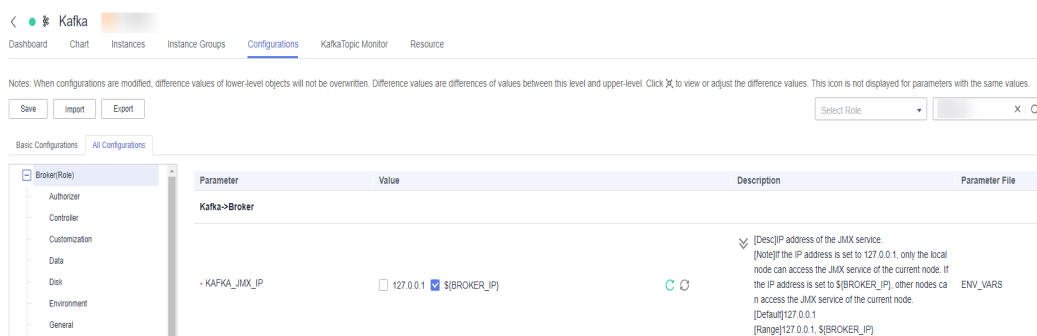 Kafka
Dashboard Chart Instances Instance Groups Configurations KafkaTopic Monitor Resource
Notes: When configurations are modified, difference values of lower-level objects will not be overwritten. Difference values are differences of values between this level and upper-level. Click to view or adjust the difference values. This icon is not displayed for parameters with the same values.
Save Import Export Select Role
Basic Configurations All Configurations
Broker(Role)
Parameter Value Description Parameter File
Authorizer
Kafka->Broker
Controller
Customization
Data
Disk
Environment
General
* KAFKA_JMX_IP 127.0.0.1 ${BROKER_IP}
[Desc]IP address of the JMX service.
[Note]If the IP address is set to 127.0.0.1, only the local
node can access the JMX service of the current node. If
the IP address is set to ${BROKER_IP}, other nodes ca
n access the JMX service of the current node.
[Default]127.0.0.1
[Range]127.0.0.1, ${BROKER_IP}
ENV_VARS